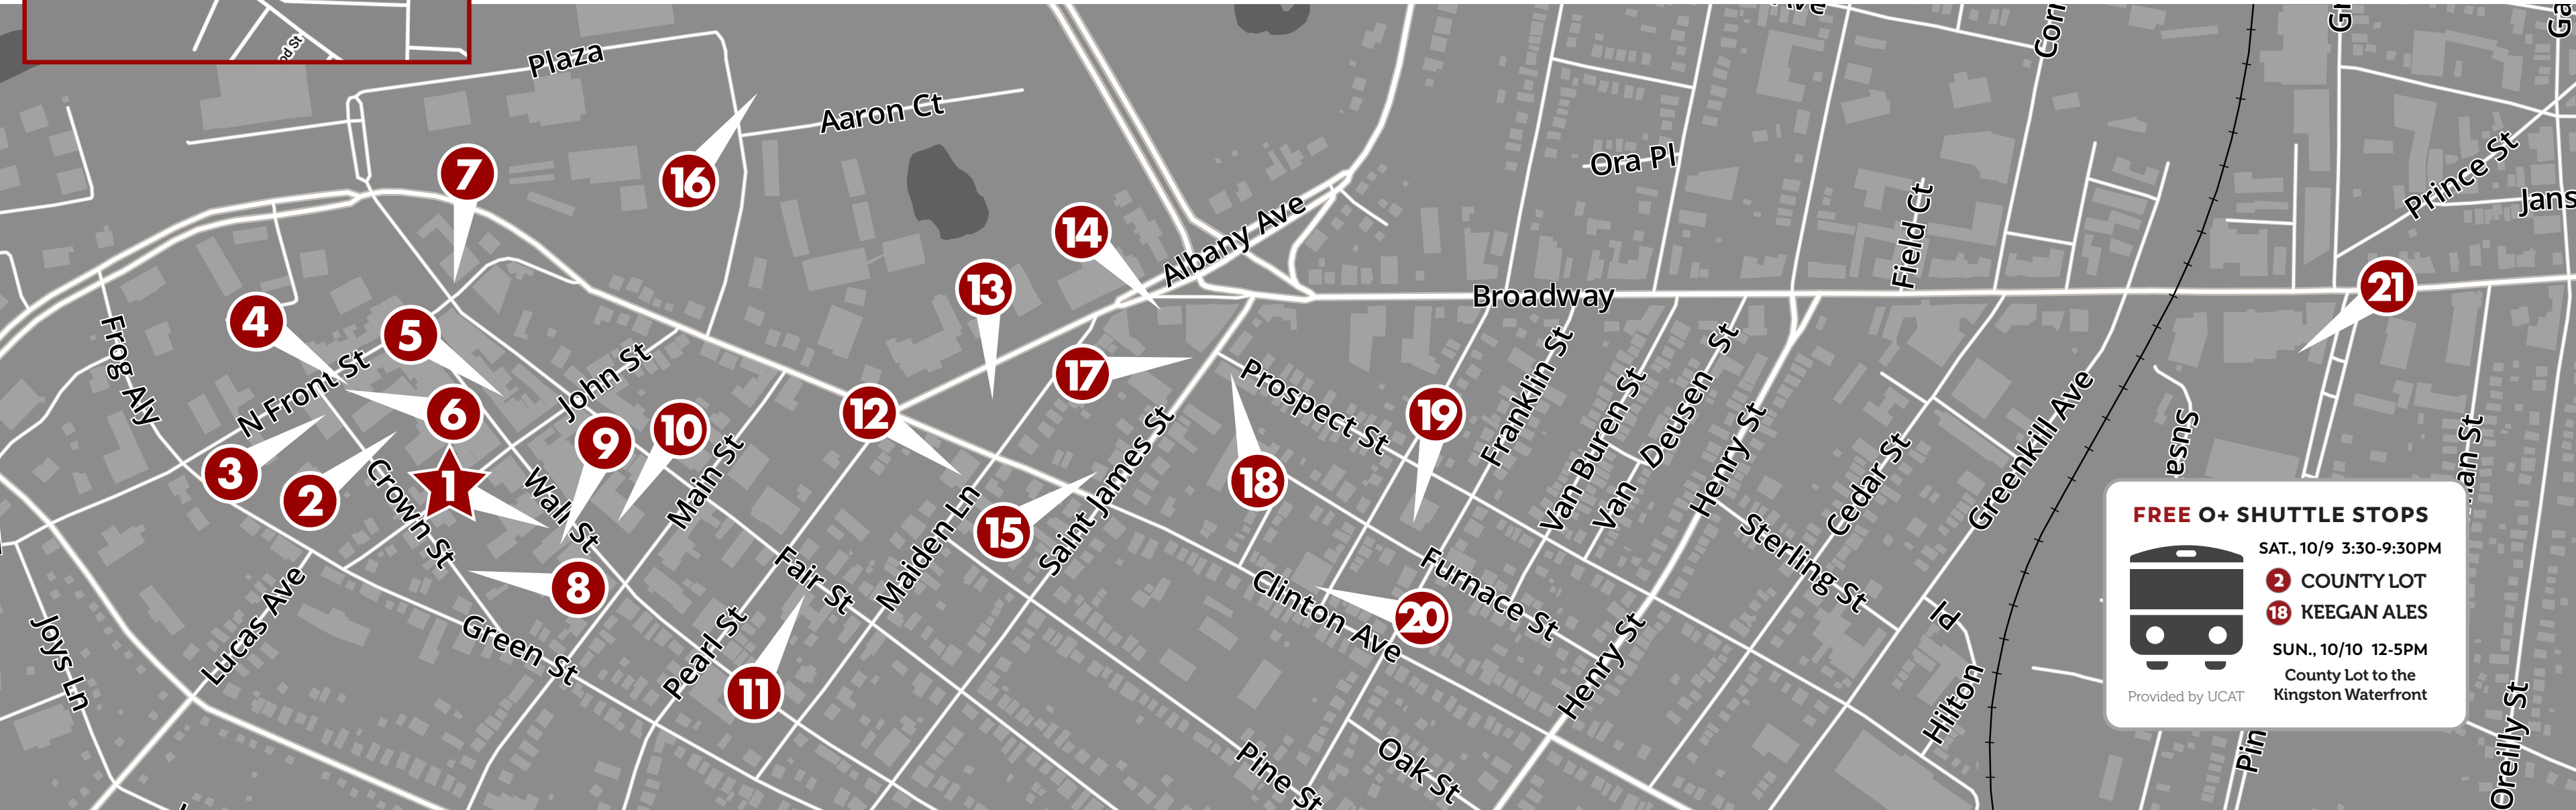 od St
Plaza
Aaron Ct
Ora Pl
Field Ct
Prince St
Albany Ave
Broadway
7
16
14
13
21
4
5
Frog Aly
N Front St
John St
6
12
17
Prospect St
19
Franklin St
Van Buren St
Van Deusen St
Henry St
Cedar St
Greenkill Ave
3
2
1
9
10
Crown St
Wall St
Main St
15
18
Maiden Ln
Saint James St
8
Fair St
Clinton Ave
20
Furnace St
Sterling St
Joys Ln
Lucas Ave
Green St
Pearl St
11
Henry St
Hilton
Pine St
Oak St
Oreilly St
FREE O+ SHUTTLE STOPS
SAT., 10/9 3:30-9:30PM
2 COUNTY LOT
18 KEEGAN ALES
SUN., 10/10 12-5PM
County Lot to the
Kingston Waterfront
Provided by UCAT